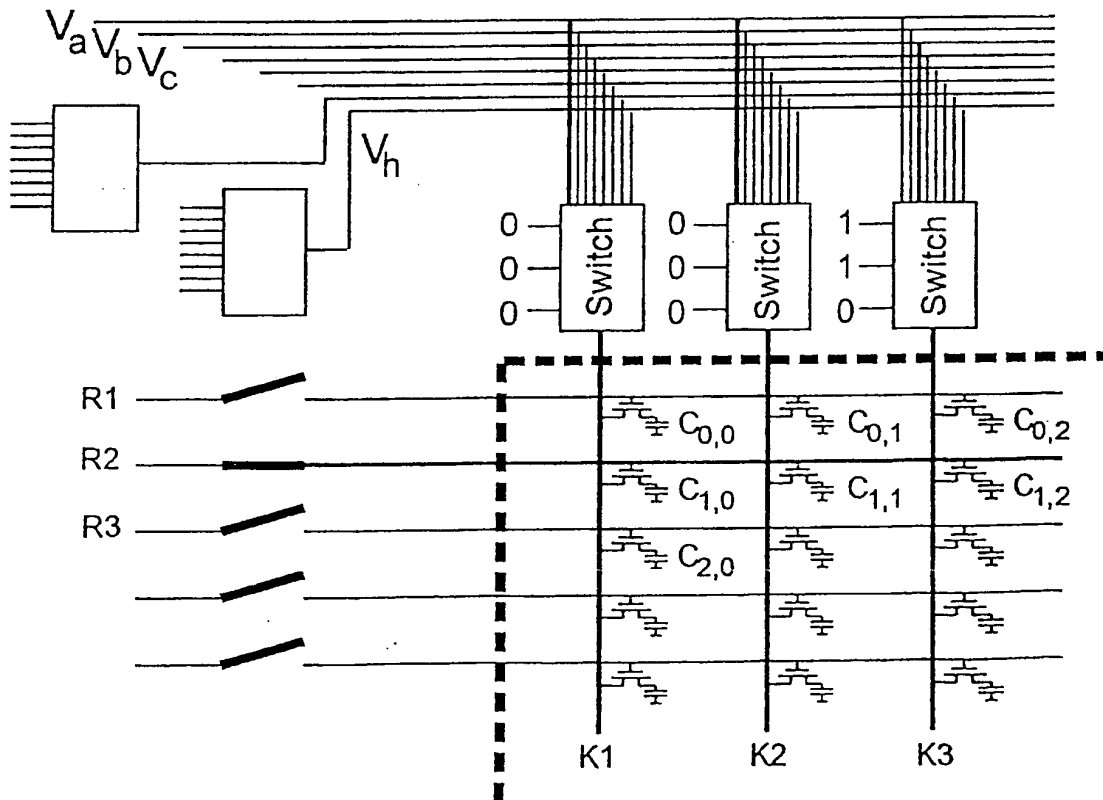 Va Vb Vc
Vh
0 0 1
0 Switch 0 Switch 1 Switch
0 0 0
R1
C0,0 C0,1 C0,2
R2
C1,0 C1,1 C1,2
R3
C2,0
K1 K2 K3